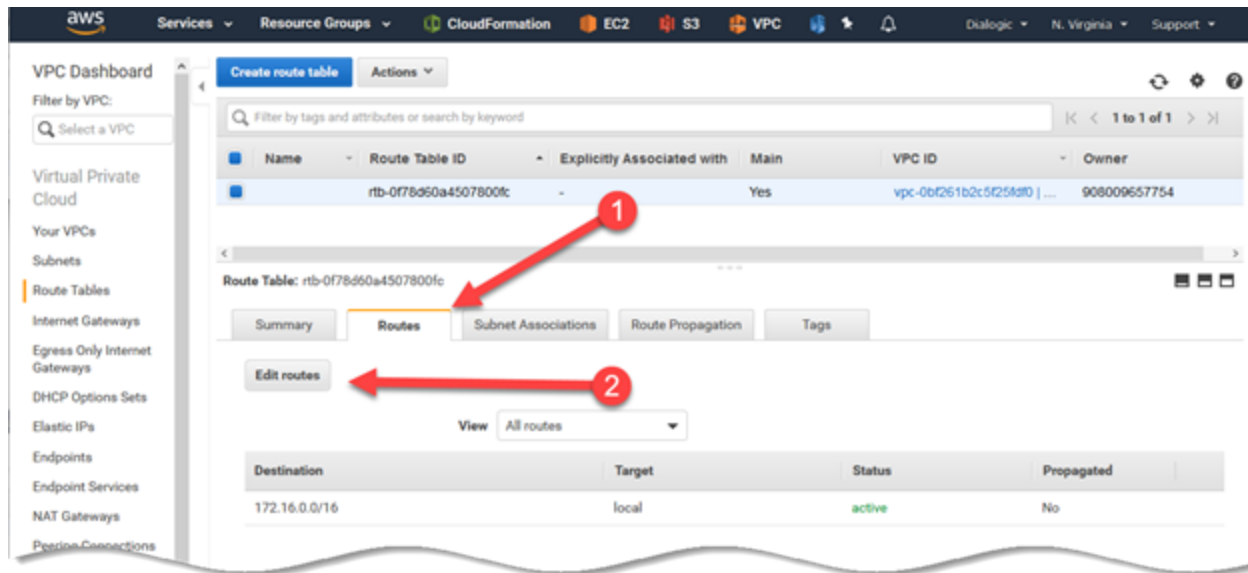 aws Services Resource Groups CloudFormation EC2 S3 VPC Dialogic N. Virginia Support
VPC Dashboard
Filter by VPC:
Select a VPC
Virtual Private
Cloud
Your VPCs
Subnets
Route Tables
Internet Gateways
Egress Only Internet
Gateways
DHCP Options Sets
Elastic IPs
Endpoints
Endpoint Services
NAT Gateways
Peering Connections
Create route table Actions
Filter by tags and attributes or search by keyword 1 to 1 of 1
Name Route Table ID Explicitly Associated with Main VPC ID Owner
rtb-0f78d60a4507800fc - Yes vpc-0bf261b2c5f25fdf0 | ... 908009657754
1
Route Table: rtb-0f78d60a4507800fc
Summary Routes Subnet Associations Route Propagation Tags
Edit routes
2
View All routes
Destination Target Status Propagated
172.16.0.0/16 local active No